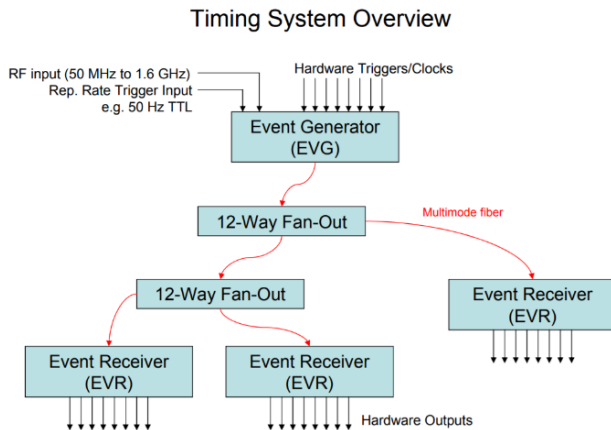 Timing System Overview
RF input (50 MHz to 1.6 GHz)
Rep. Rate Trigger Input
e.g. 50 Hz TTL
Hardware Triggers/Clocks
Event Generator
(EVG)
12-Way Fan-Out
Multimode fiber
12-Way Fan-Out
Event Receiver
(EVR)
Event Receiver
(EVR)
Event Receiver
(EVR)
Hardware Outputs